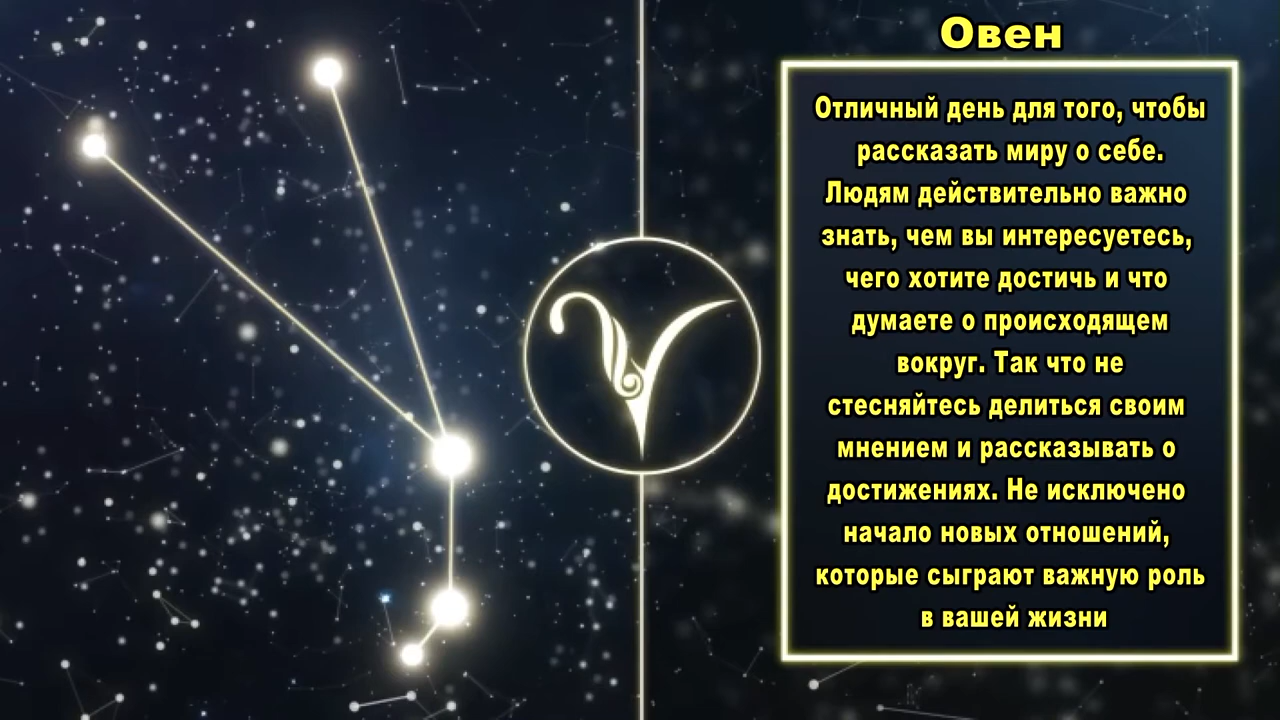 Овен
Отличный день для того, чтобы
рассказать миру о себе.
Людям действительно важно
знать, чем вы интересуетесь,
чего хотите достичь и что
думаете о происходящем
вокруг. Так что не
стесняйтесь делиться своим
мнением и рассказывать о
достижениях. Не исключено
начало новых отношений,
которые сыграют важную роль
в вашей жизни